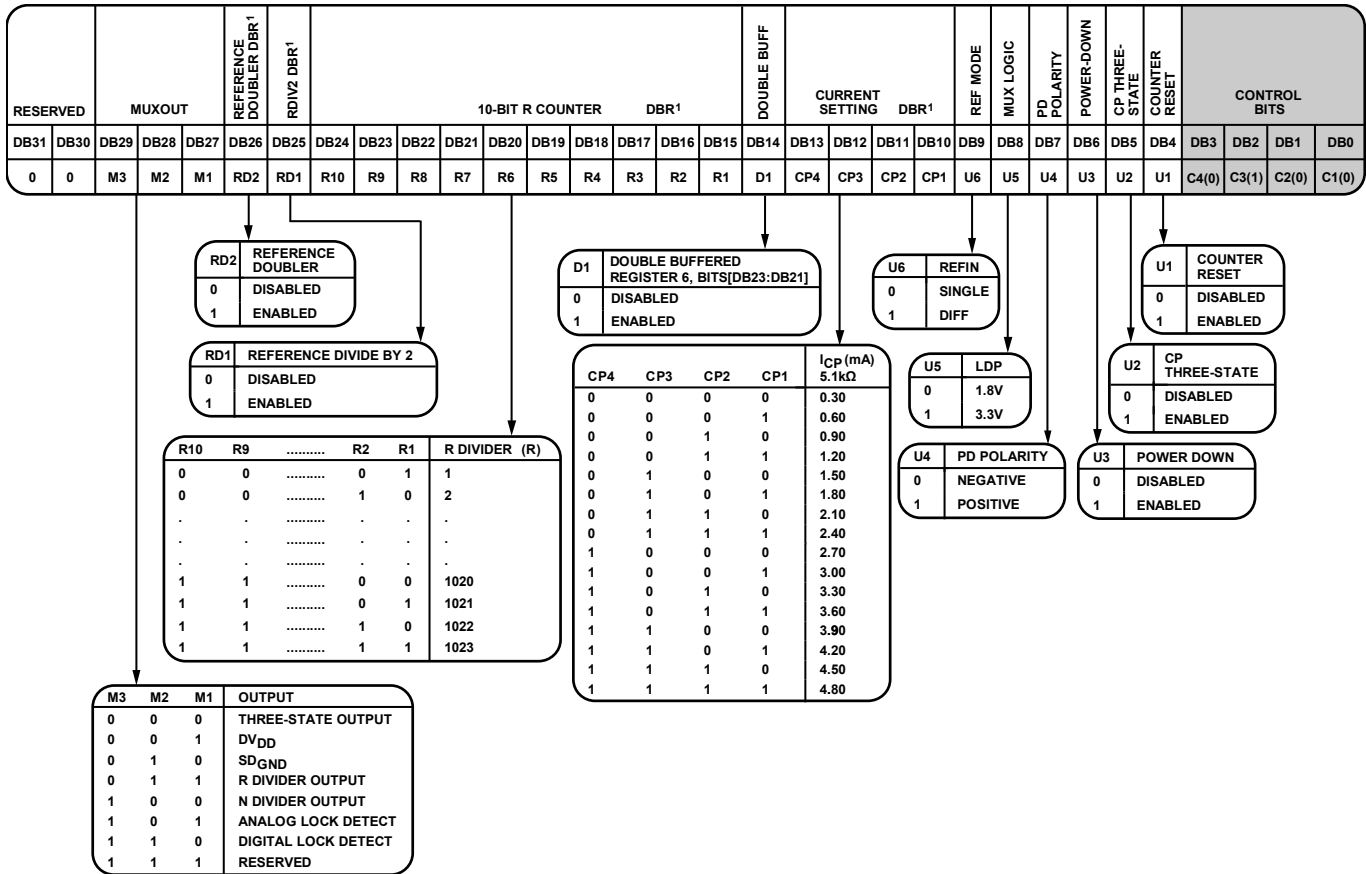 RESERVED MUXOUT REFERENCE DOUBLER DBR1 RDIV2 DBR1 10-BIT R COUNTER DBR1 DOUBLE BUFF CURRENT SETTING DBR1 REF MODE MUX LOGIC PD POLARITY POWER-DOWN CP THREE-STATE COUNTER RESET CONTROL BITS
DB31 DB30 DB29 DB28 DB27 DB26 DB25 DB24 DB23 DB22 DB21 DB20 DB19 DB18 DB17 DB16 DB15 DB14 DB13 DB12 DB11 DB10 DB9 DB8 DB7 DB6 DB5 DB4 DB3 DB2 DB1 DB0
0 0 M3 M2 M1 RD2 RD1 R10 R9 R8 R7 R6 R5 R4 R3 R2 R1 D1 CP4 CP3 CP2 CP1 U6 U5 U4 U3 U2 U1 C4(0) C3(1) C2(0) C1(0)
RD2 REFERENCE DOUBLER
0 DISABLED
1 ENABLED
RD1 REFERENCE DIVIDE BY 2
0 DISABLED
1 ENABLED
R10 R9 .......... R2 R1 R DIVIDER (R)
0 0 .......... 0 1 1
0 0 .......... 1 0 2
. . .......... . . .
. . .......... . . .
. . .......... . . .
1 1 .......... 0 0 1020
1 1 .......... 0 1 1021
1 1 .......... 1 0 1022
1 1 .......... 1 1 1023
D1 DOUBLE BUFFERED
REGISTER 6, BITS[DB23:DB21]
0 DISABLED
1 ENABLED
ICP (mA)
CP4 CP3 CP2 CP1 5.1kΩ
0 0 0 0 0.30
0 0 0 1 0.60
0 0 1 0 0.90
0 0 1 1 1.20
0 1 0 0 1.50
0 1 0 1 1.80
0 1 1 0 2.10
0 1 1 1 2.40
1 0 0 0 2.70
1 0 0 1 3.00
1 0 1 0 3.30
1 0 1 1 3.60
1 1 0 0 3.90
1 1 0 1 4.20
1 1 1 0 4.50
1 1 1 1 4.80
U6 REFIN
0 SINGLE
1 DIFF
U5 LDP
0 1.8V
1 3.3V
U4 PD POLARITY
0 NEGATIVE
1 POSITIVE
U1 COUNTER RESET
0 DISABLED
1 ENABLED
U2 CP THREE-STATE
0 DISABLED
1 ENABLED
U3 POWER DOWN
0 DISABLED
1 ENABLED
M3 M2 M1 OUTPUT
0 0 0 THREE-STATE OUTPUT
0 0 1 DVDD
0 1 0 SDGND
0 1 1 R DIVIDER OUTPUT
1 0 0 N DIVIDER OUTPUT
1 0 1 ANALOG LOCK DETECT
1 1 0 DIGITAL LOCK DETECT
1 1 1 RESERVED